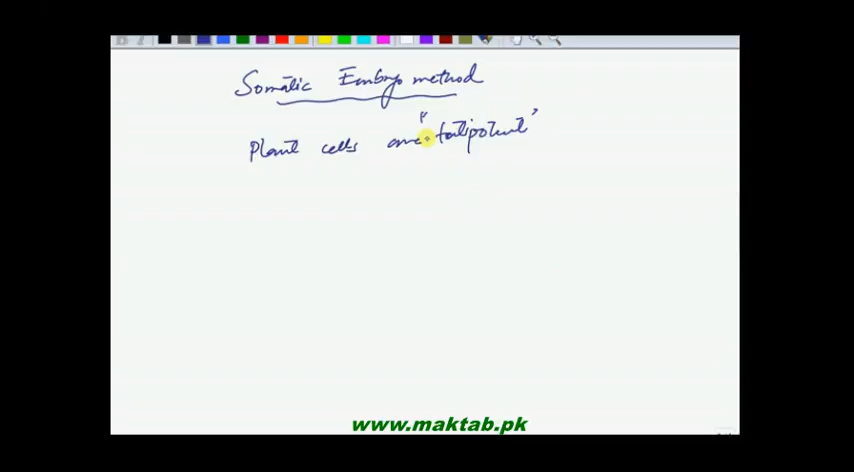 Somatic Embryo method
Plant cells are "totipotent"
www.maktab.pk